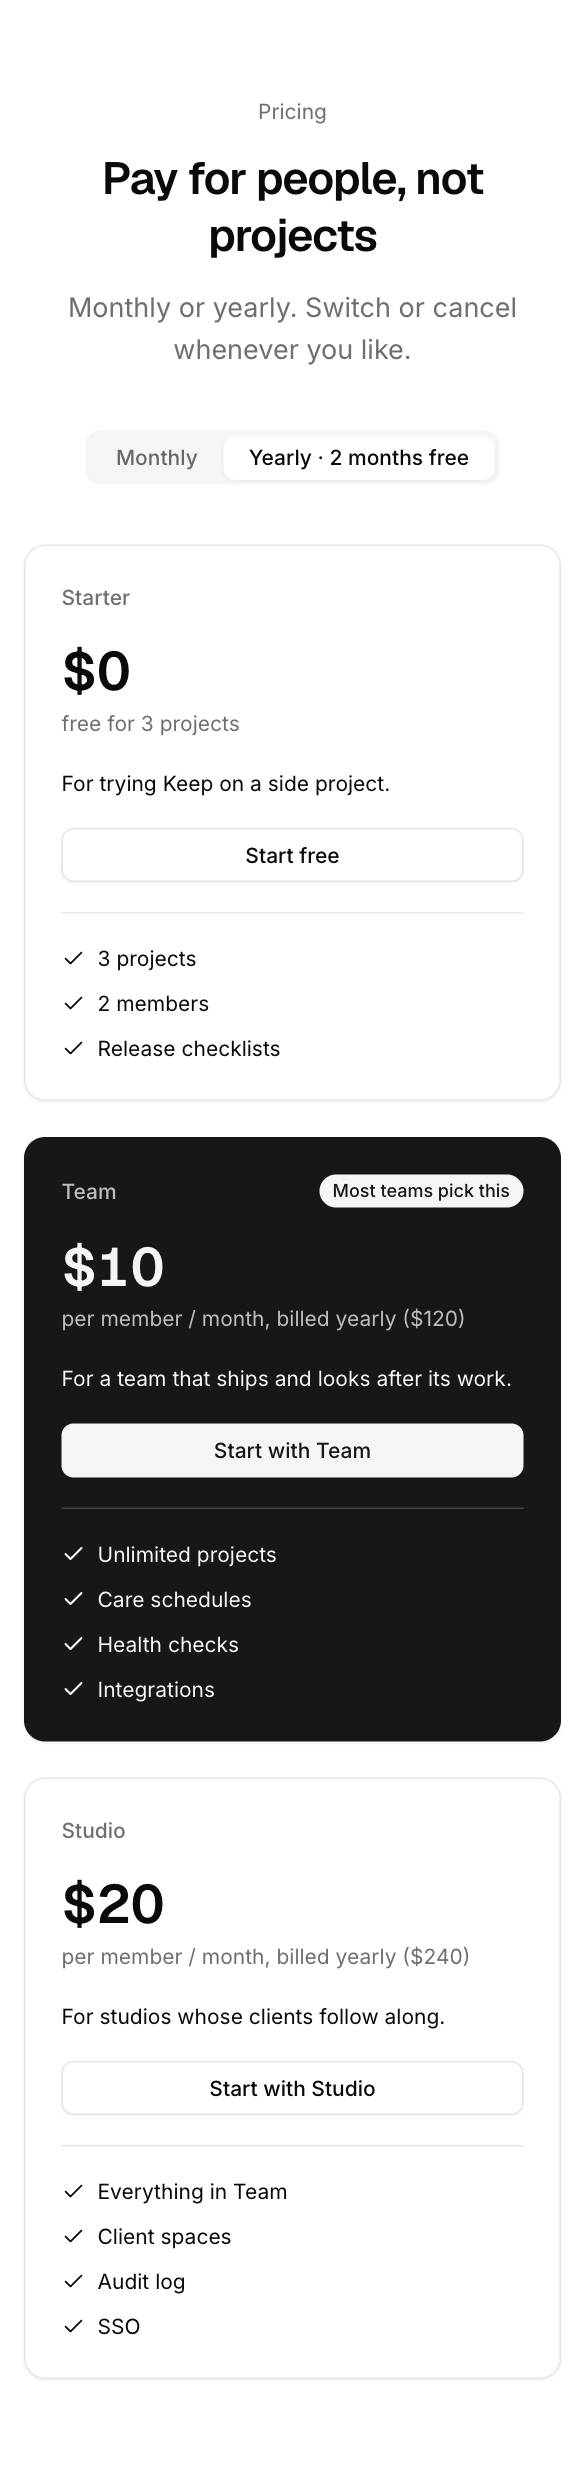 Pricing
Pay for people, not
projects
Monthly or yearly. Switch or cancel
whenever you like.
Monthly
Yearly · 2 months free
Starter
$0
free for 3 projects
For trying Keep on a side project.
Start free
3 projects
2 members
Release checklists
Team
Most teams pick this
$10
per member / month, billed yearly ($120)
For a team that ships and looks after its work.
Start with Team
Unlimited projects
Care schedules
Health checks
Integrations
Studio
$20
per member / month, billed yearly ($240)
For studios whose clients follow along.
Start with Studio
Everything in Team
Client spaces
Audit log
SSO